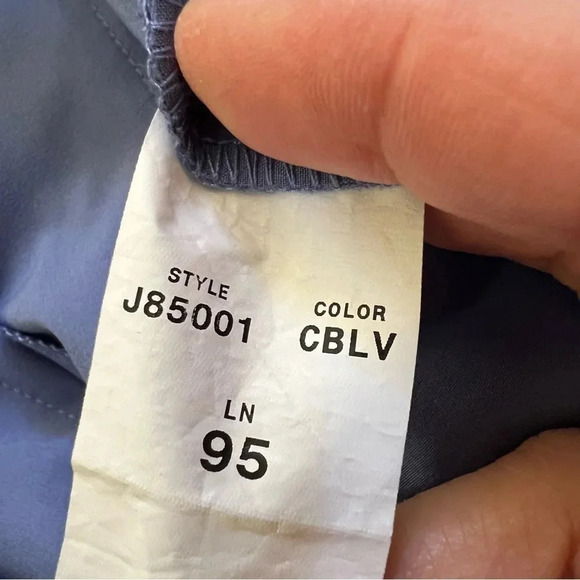 STYLE COLOR
J85001 CBLV
LN
95